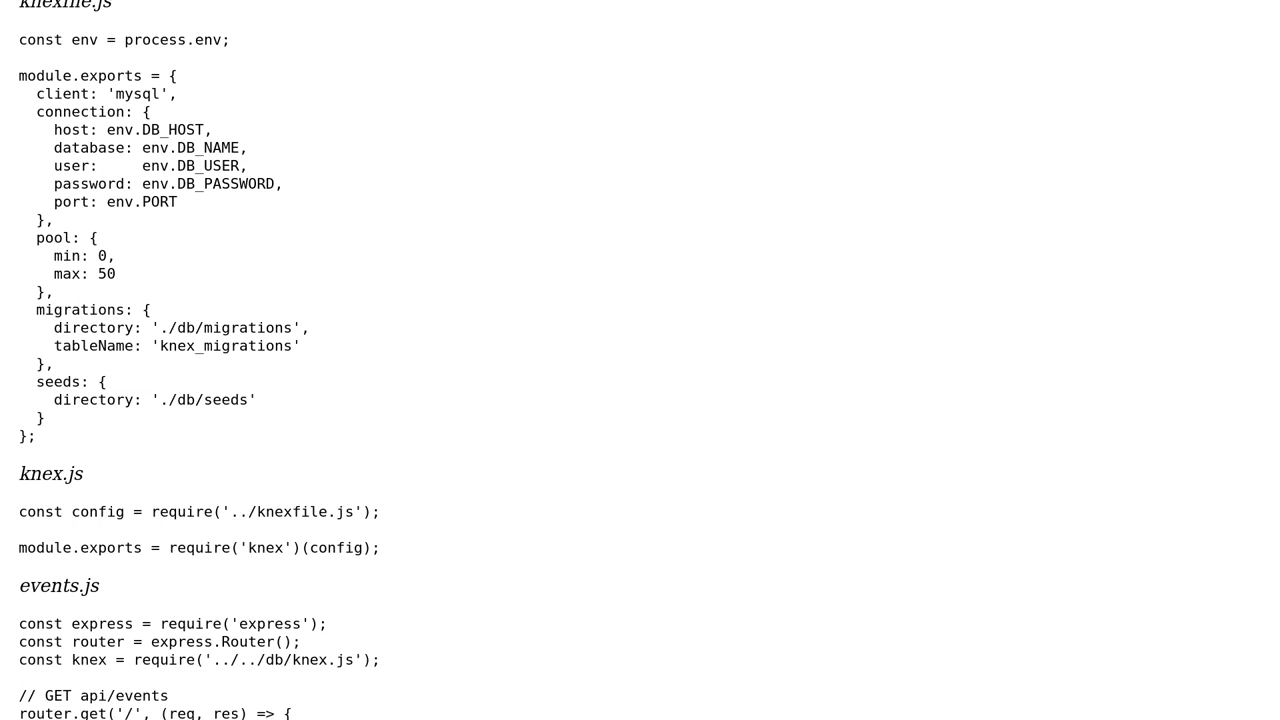 knexfile.js
const env = process.env;
module.exports = {
  client: 'mysql',
  connection: {
    host: env.DB_HOST,
    database: env.DB_NAME,
    user:     env.DB_USER,
    password: env.DB_PASSWORD,
    port: env.PORT
  },
  pool: {
    min: 0,
    max: 50
  },
  migrations: {
    directory: './db/migrations',
    tableName: 'knex_migrations'
  },
  seeds: {
    directory: './db/seeds'
  }
};
knex.js
const config = require('../knexfile.js');
module.exports = require('knex')(config);
events.js
const express = require('express');
const router = express.Router();
const knex = require('../../db/knex.js');
// GET api/events
router.get('/', (req, res) => {